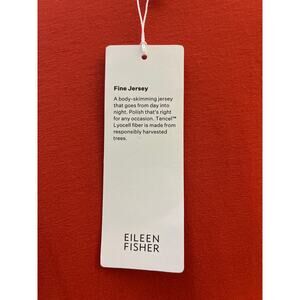 Fine Jersey
A body-skimming jersey
that goes from day into
night. Polish that's right
for any occasion. Tencel™
Lyocell fiber is made from
responsibly harvested
trees.
EILEEN
FISHER